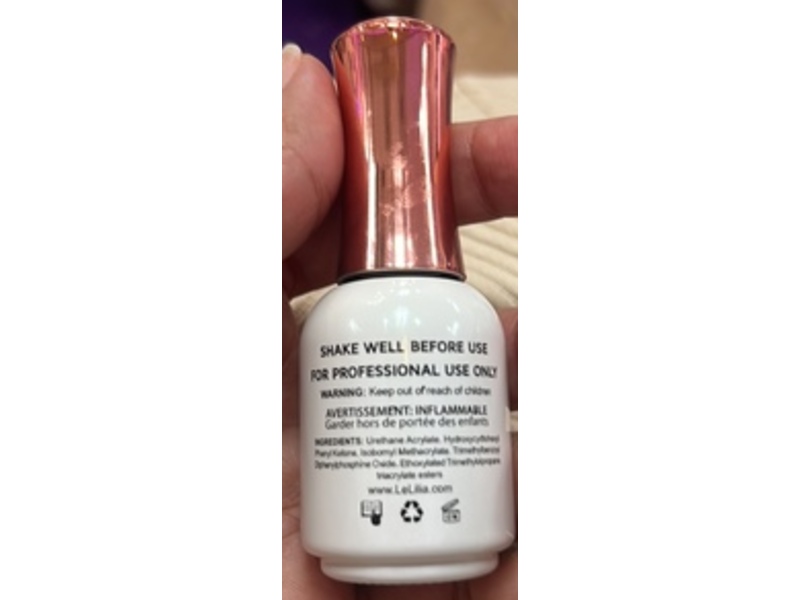 SHAKE WELL BEFORE USE
FOR PROFESSIONAL USE ONLY
WARNING: Keep out of reach of children
AVERTISSEMENT: INFLAMMABLE
Garder hors de portée des enfants
INGREDIENTS: Urethane Acrylate, Hydroxycyclohexyl
Phenyl Ketone, Isobornyl Methacrylate, Trimethylbenzoyl
Diphenylphosphine Oxide, Ethoxylated Trimethylolpropane
triacrylate esters
www.LeLilia.com